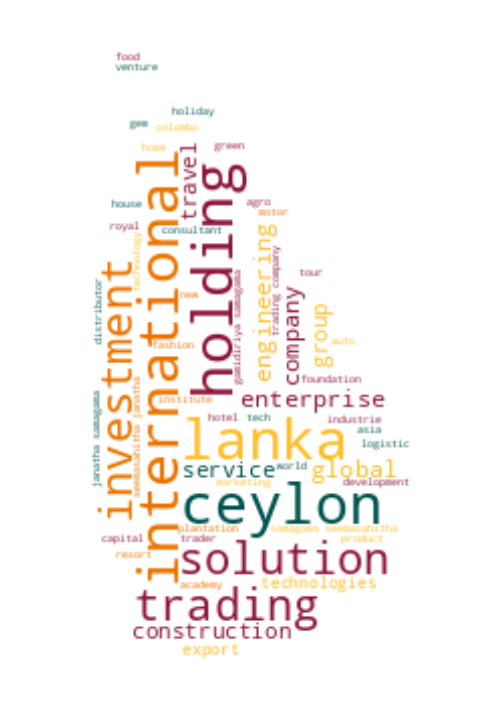 food
venture
holiday
gem
colombo
home
green
travel
international
holding
house
agro
motor
royal
consultant
technology
engineering
trading company
tour
investment
distributor
new
gamidiriya samagama
company
group
fashion
auto
foundation
seemasahitha janatha
janatha samagama
institute
enterprise
hotel
tech
industrie
lanka
asia
logistic
service
world
global
marketing
development
ceylon
plantation
samagama seemasahitha
capital
trader
product
resort
solution
academy
technologies
trading
construction
export